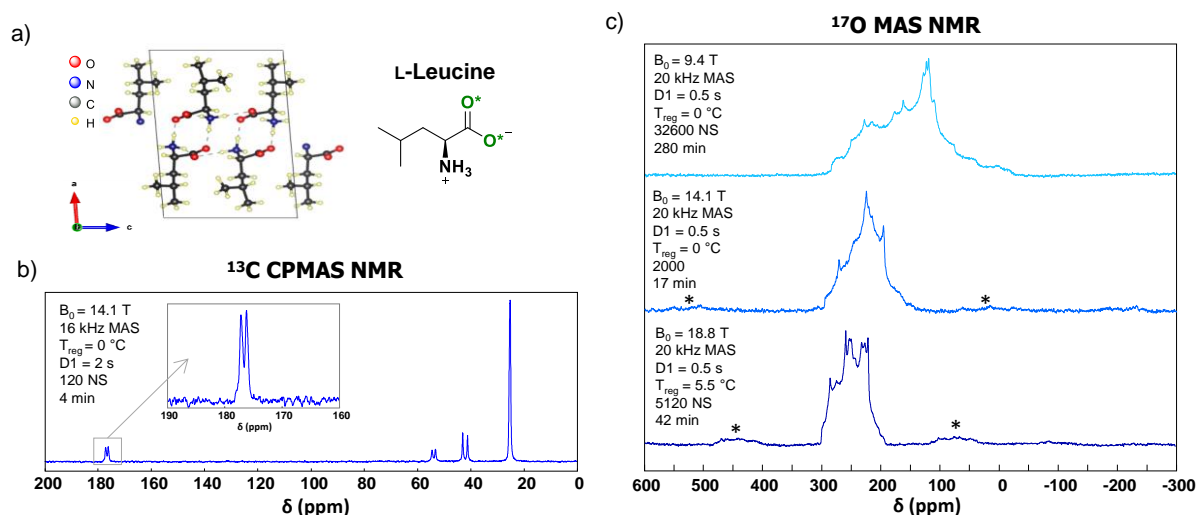 a)
O
N
C
H
a
c
L-Leucine
O*
O*⁻
NH₃
+
b)
¹³C CPMAS NMR
B₀ = 14.1 T
16 kHz MAS
T_reg = 0 °C
D1 = 2 s
120 NS
4 min
190 180 170 160
δ (ppm)
200 180 160 140 120 100 80 60 40 20 0
δ (ppm)
c)
¹⁷O MAS NMR
B₀ = 9.4 T
20 kHz MAS
D1 = 0.5 s
T_reg = 0 °C
32600 NS
280 min
B₀ = 14.1 T
20 kHz MAS
D1 = 0.5 s
T_reg = 0 °C
2000
17 min
* *
B₀ = 18.8 T
20 kHz MAS
D1 = 0.5 s
T_reg = 5.5 °C
5120 NS
42 min
* *
600 500 400 300 200 100 0 -100 -200 -300
δ (ppm)